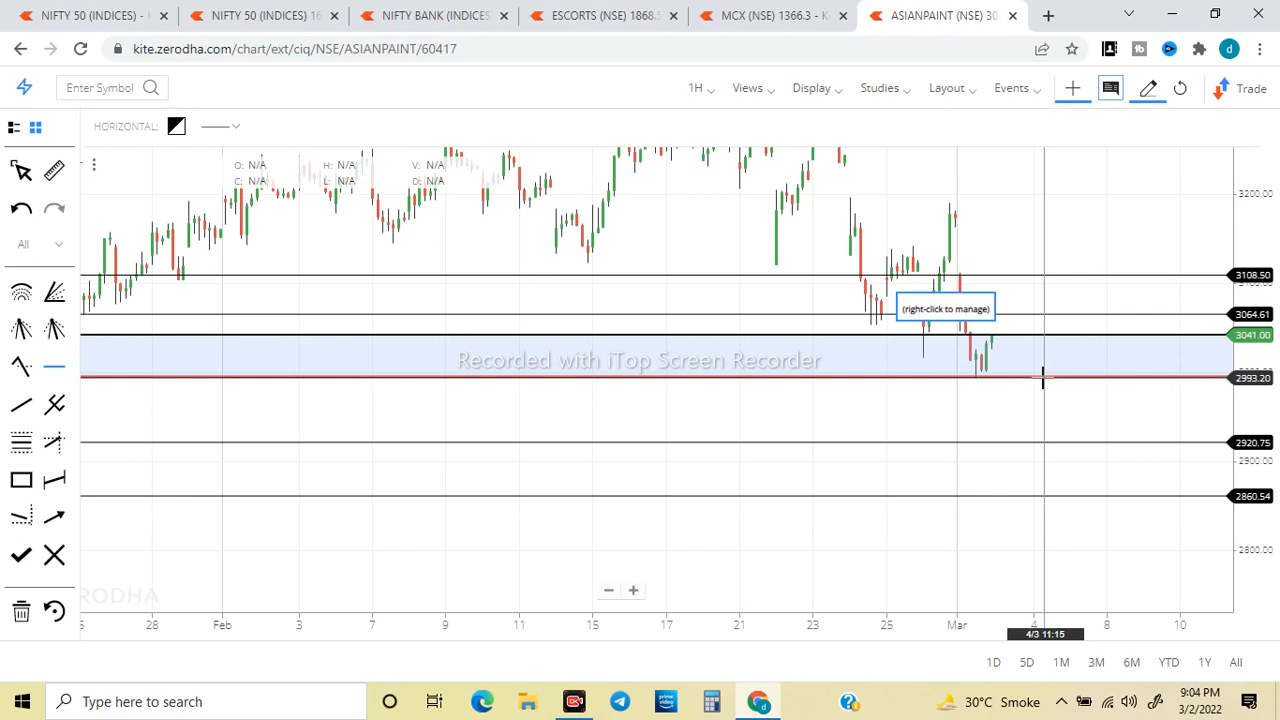 NIFTY 50 (INDICES) - K
NIFTY 50 (INDICES) 16
NIFTY BANK (INDICES
ESCORTS (NSE) 1868.5
MCX (NSE) 1366.3 - Ki
ASIANPAINT (NSE) 30
kite.zerodha.com/chart/ext/ciq/NSE/ASIANPAINT/60417
Enter Symbol
1H
Views
Display
Studies
Layout
Events
Trade
HORIZONTAL:
O: N/A
H: N/A
V: N/A
C: N/A
L: N/A
D: N/A
All
3200.00
3108.50
3064.61
3041.00
2993.20
2920.75
2900.00
2860.54
2800.00
(right-click to manage)
Recorded with iTop Screen Recorder
28
Feb
3
7
9
11
15
17
21
23
25
Mar
4
8
10
4/3 11:15
1D
5D
1M
3M
6M
YTD
1Y
All
Type here to search
30°C Smoke
9:04 PM
3/2/2022